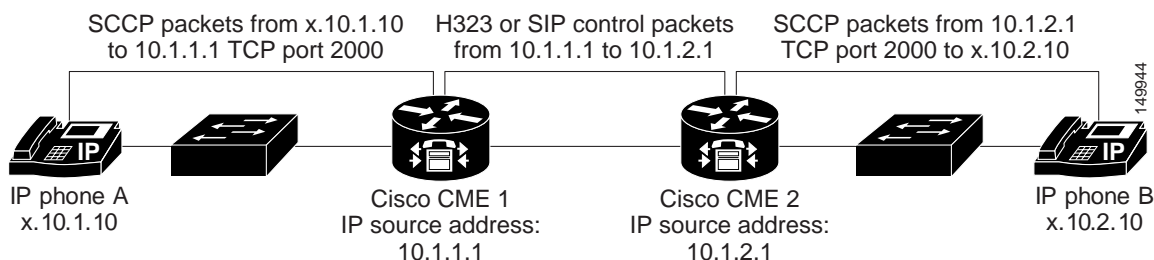 SCCP packets from x.10.1.10
to 10.1.1.1 TCP port 2000
H323 or SIP control packets
from 10.1.1.1 to 10.1.2.1
SCCP packets from 10.1.2.1
TCP port 2000 to x.10.2.10
149944
IP
IP
IP phone A
x.10.1.10
Cisco CME 1
IP source address:
10.1.1.1
Cisco CME 2
IP source address:
10.1.2.1
IP phone B
x.10.2.10